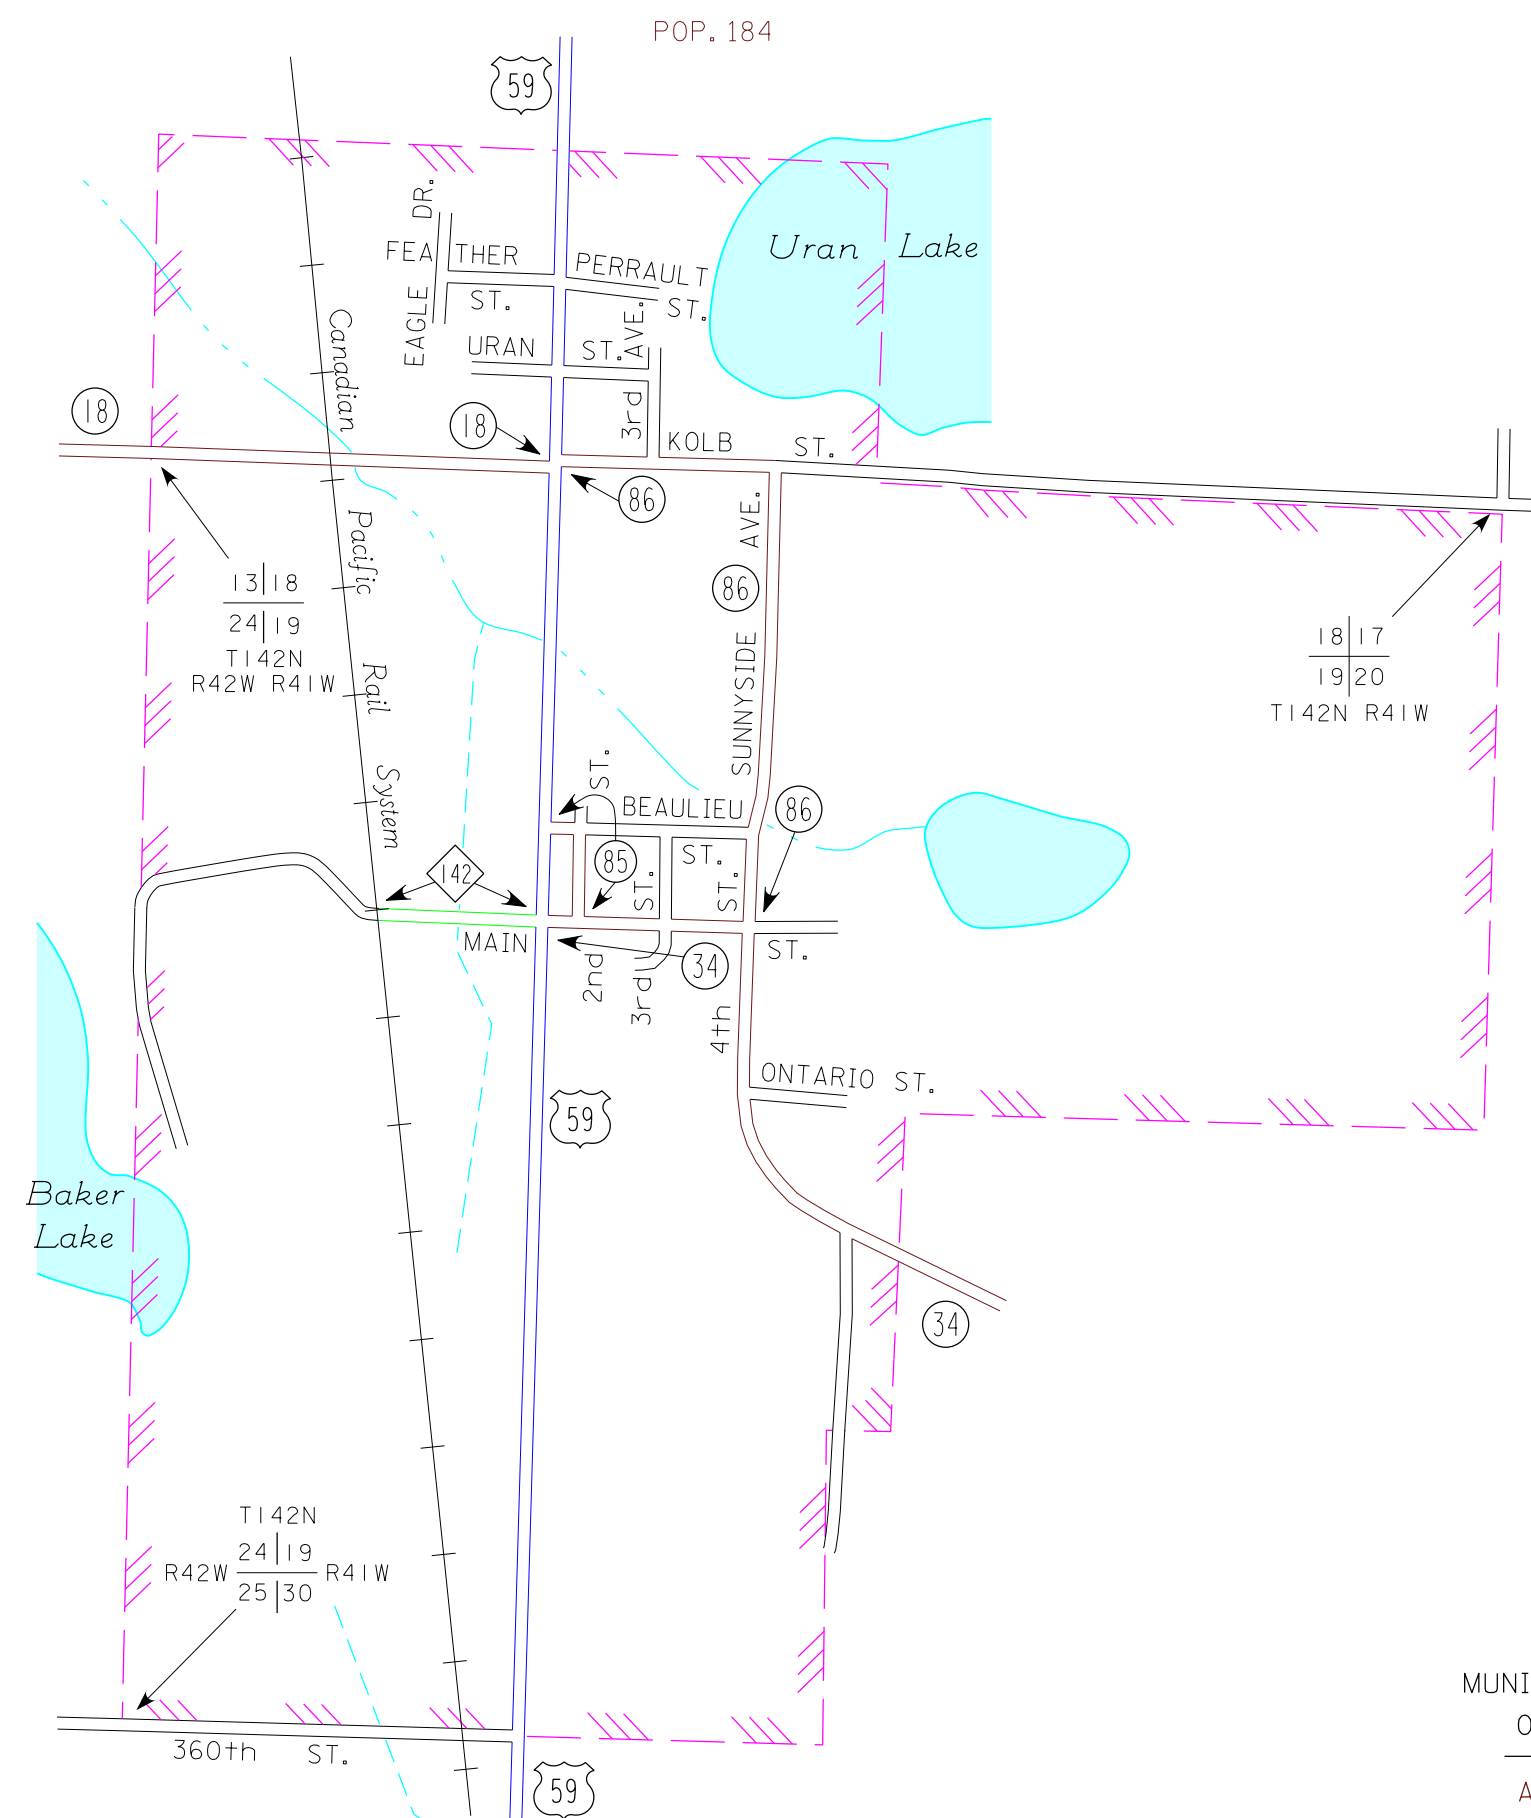 POP. 184
59
EAGLE DR.
FEATHER ST.
PERRAULT ST.
Uran Lake
URAN ST.
3rd AVE.
18
18
KOLB ST.
86
Canadian Pacific Rail System
SUNNYSIDE AVE.
86
13|18
24|19
T142N
R42W R41W
18|17
19|20
T142N R41W
BEAULIEU ST.
86
85
142
MAIN ST.
34
2nd ST.
3rd ST.
4th ST.
ONTARIO ST.
59
Baker
Lake
34
T142N
24|19
R42W R41W
25|30
360th ST.
59
MUNI
O
A